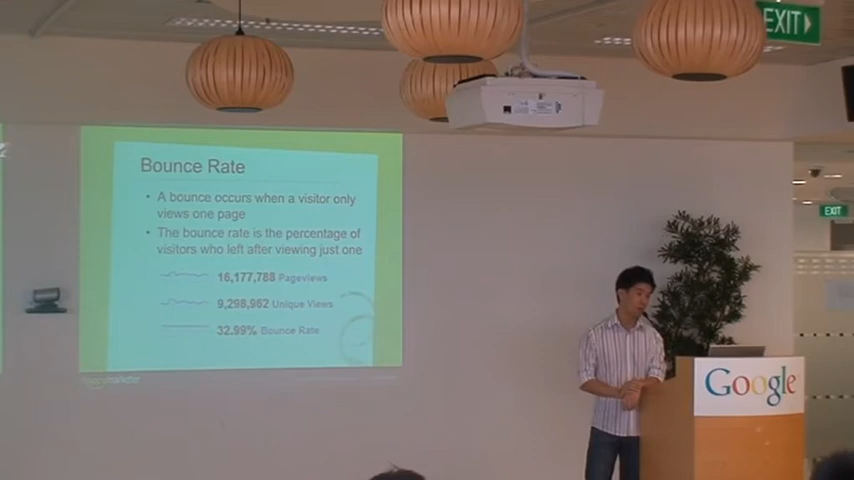 EXIT
Bounce Rate
• A bounce occurs when a visitor only
views one page
• The bounce rate is the percentage of
visitors who left after viewing just one
16,177,788 Pageviews
9,298,962 Unique Views
32.99% Bounce Rate
EXIT
Google